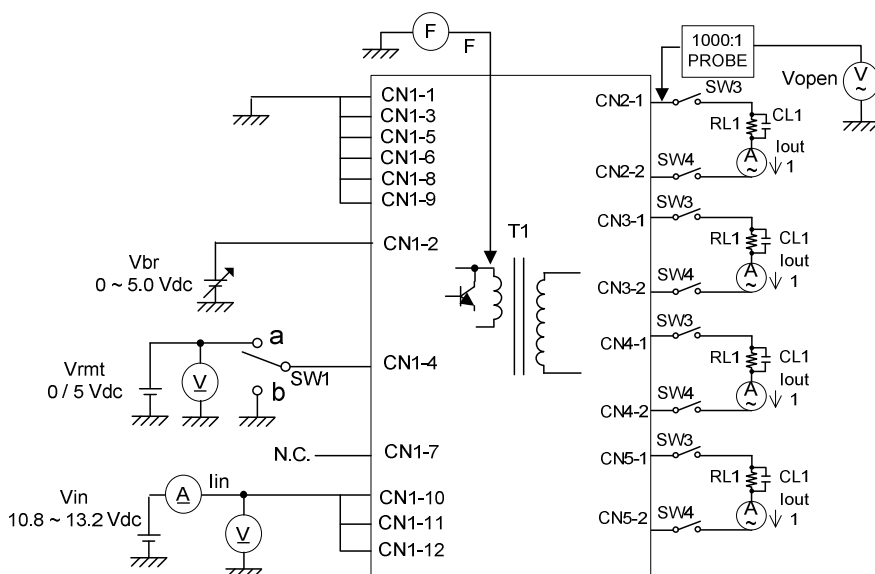 F
F
1000:1
PROBE
Vopen
V
~
CN1-1
CN1-3
CN1-5
CN1-6
CN1-8
CN1-9
CN1-2
Vbr
0 ~ 5.0 Vdc
a
Vrmt
0 / 5 Vdc
V
SW1
b
CN1-4
N.C.
CN1-7
Vin
10.8 ~ 13.2 Vdc
A
Iin
V
CN1-10
CN1-11
CN1-12
T1
CN2-1
SW3
RL1
CL1
A
~
Iout
1
CN2-2
SW4
CN3-1
SW3
RL1
CL1
A
~
Iout
1
CN3-2
SW4
CN4-1
SW3
RL1
CL1
A
~
Iout
1
CN4-2
SW4
CN5-1
SW3
RL1
CL1
A
~
Iout
1
CN5-2
SW4